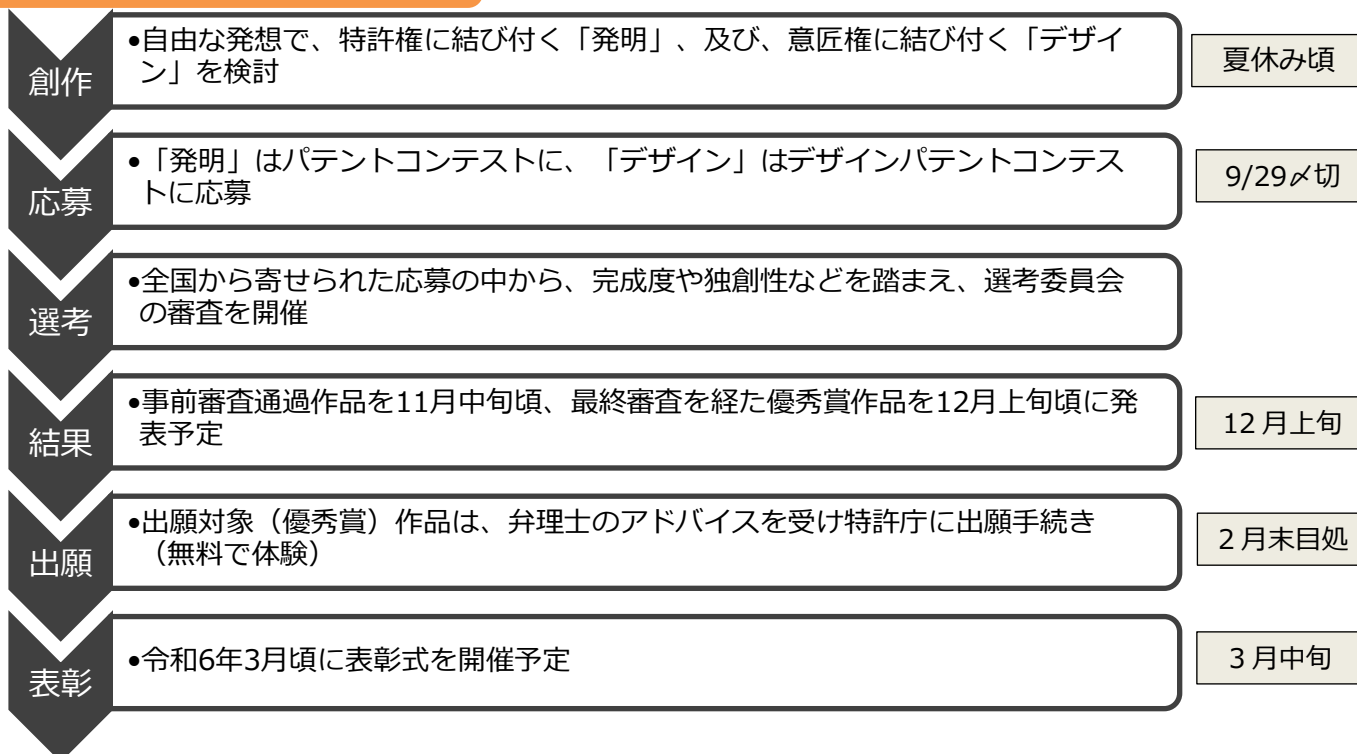 創作
•自由な発想で、特許権に結び付く「発明」、及び、意匠権に結び付く「デザイ
ン」を検討
夏休み頃
応募
•「発明」はパテントコンテストに、「デザイン」はデザインパテントコンテス
トに応募
9/29〆切
選考
•全国から寄せられた応募の中から、完成度や独創性などを踏まえ、選考委員会
の審査を開催
結果
•事前審査通過作品を11月中旬頃、最終審査を経た優秀賞作品を12月上旬頃に発
表予定
12月上旬
出願
•出願対象（優秀賞）作品は、弁理士のアドバイスを受け特許庁に出願手続き
（無料で体験）
２月末目処
表彰
•令和6年3月頃に表彰式を開催予定
３月中旬